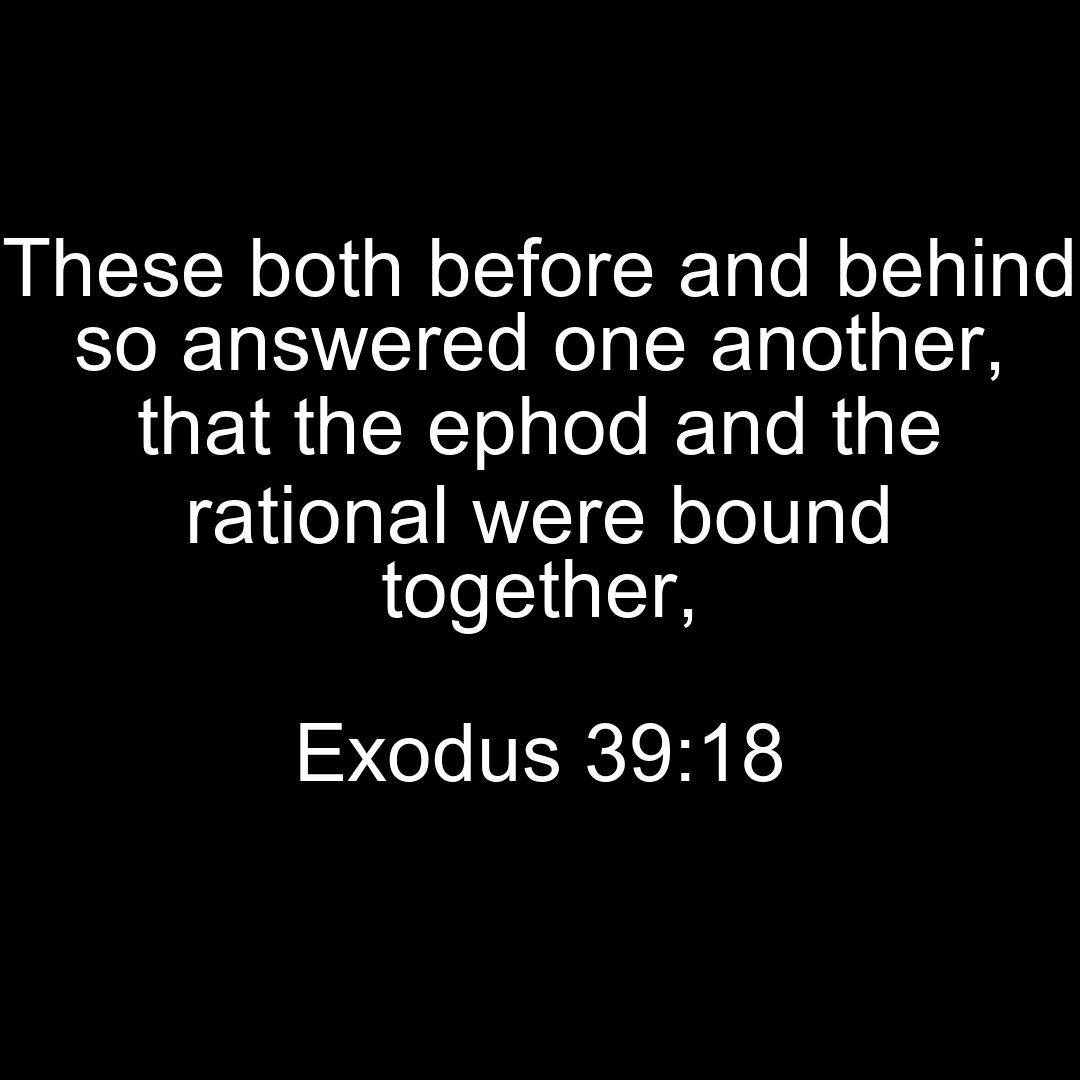 These both before and behind
so answered one another,
that the ephod and the
rational were bound
together,
Exodus 39:18